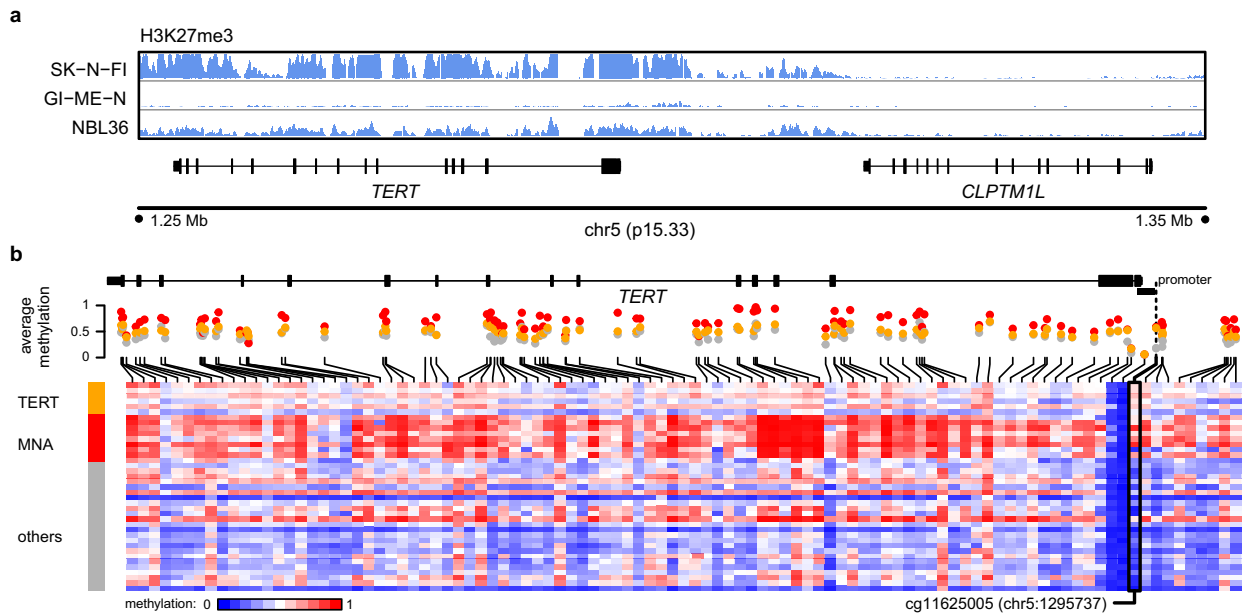 a
H3K27me3
SK−N−FI
GI−ME−N
NBL36
TERT
CLPTM1L
1.25 Mb
1.35 Mb
chr5 (p15.33)
b
promoter
TERT
average
methylation
1
0.5
0
TERT
MNA
others
methylation: 0 1
cg11625005 (chr5:1295737)